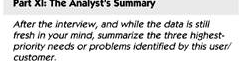 Part XI: The Analyst's Summary
After the interview, and while the data is still
fresh in your mind, summarize the three highest-
priority needs or problems identified by this user/
customer.